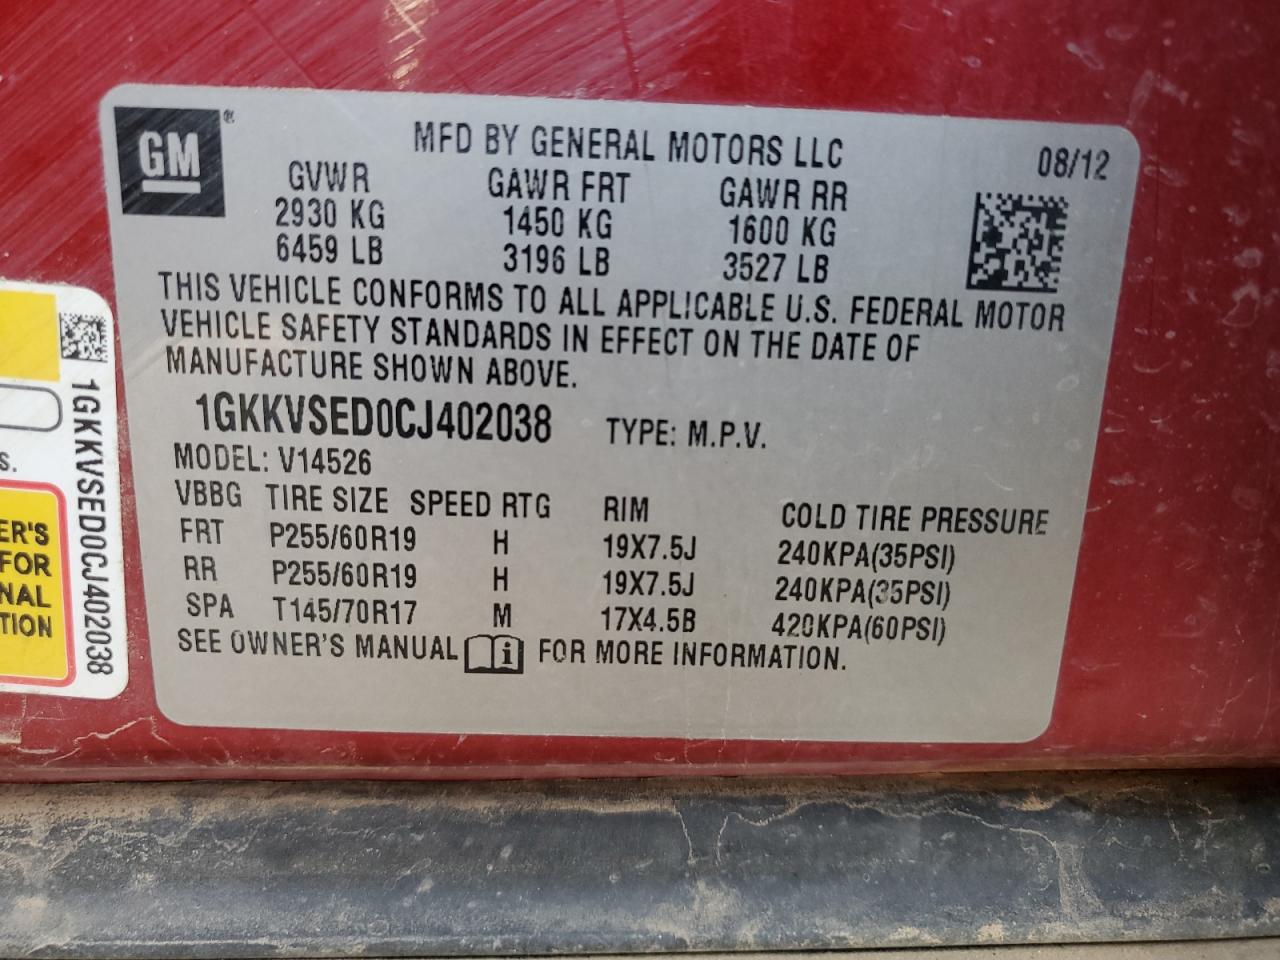 GM ®
MFD BY GENERAL MOTORS LLC 08/12
GVWR GAWR FRT GAWR RR
2930 KG 1450 KG 1600 KG
6459 LB 3196 LB 3527 LB
THIS VEHICLE CONFORMS TO ALL APPLICABLE U.S. FEDERAL MOTOR
VEHICLE SAFETY STANDARDS IN EFFECT ON THE DATE OF
MANUFACTURE SHOWN ABOVE.
1GKKVSED0CJ402038 TYPE: M.P.V.
MODEL: V14526
VBBG TIRE SIZE SPEED RTG RIM COLD TIRE PRESSURE
FRT P255/60R19 H 19X7.5J 240KPA(35PSI)
RR P255/60R19 H 19X7.5J 240KPA(35PSI)
SPA T145/70R17 M 17X4.5B 420KPA(60PSI)
SEE OWNER'S MANUAL i FOR MORE INFORMATION.
1GKKVSED0CJ402038
S.
ER'S
FOR
NAL
TION